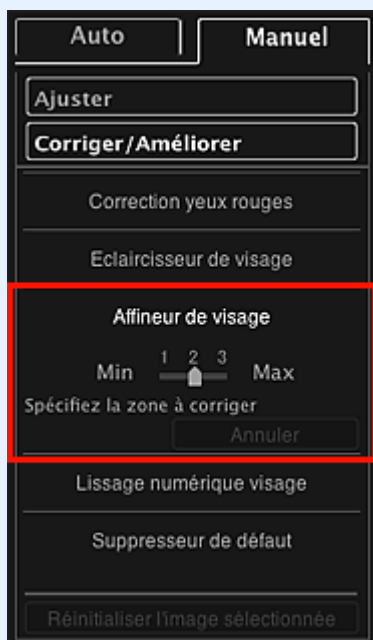 Auto Manuel
Ajuster
Corriger/Améliorer
Correction yeux rouges
Eclaircisseur de visage
Affineur de visage
1 2 3
Min Max
Spécifiez la zone à corriger
Annuler
Lissage numérique visage
Suppresseur de défaut
Réinitialiser l'image sélectionnée